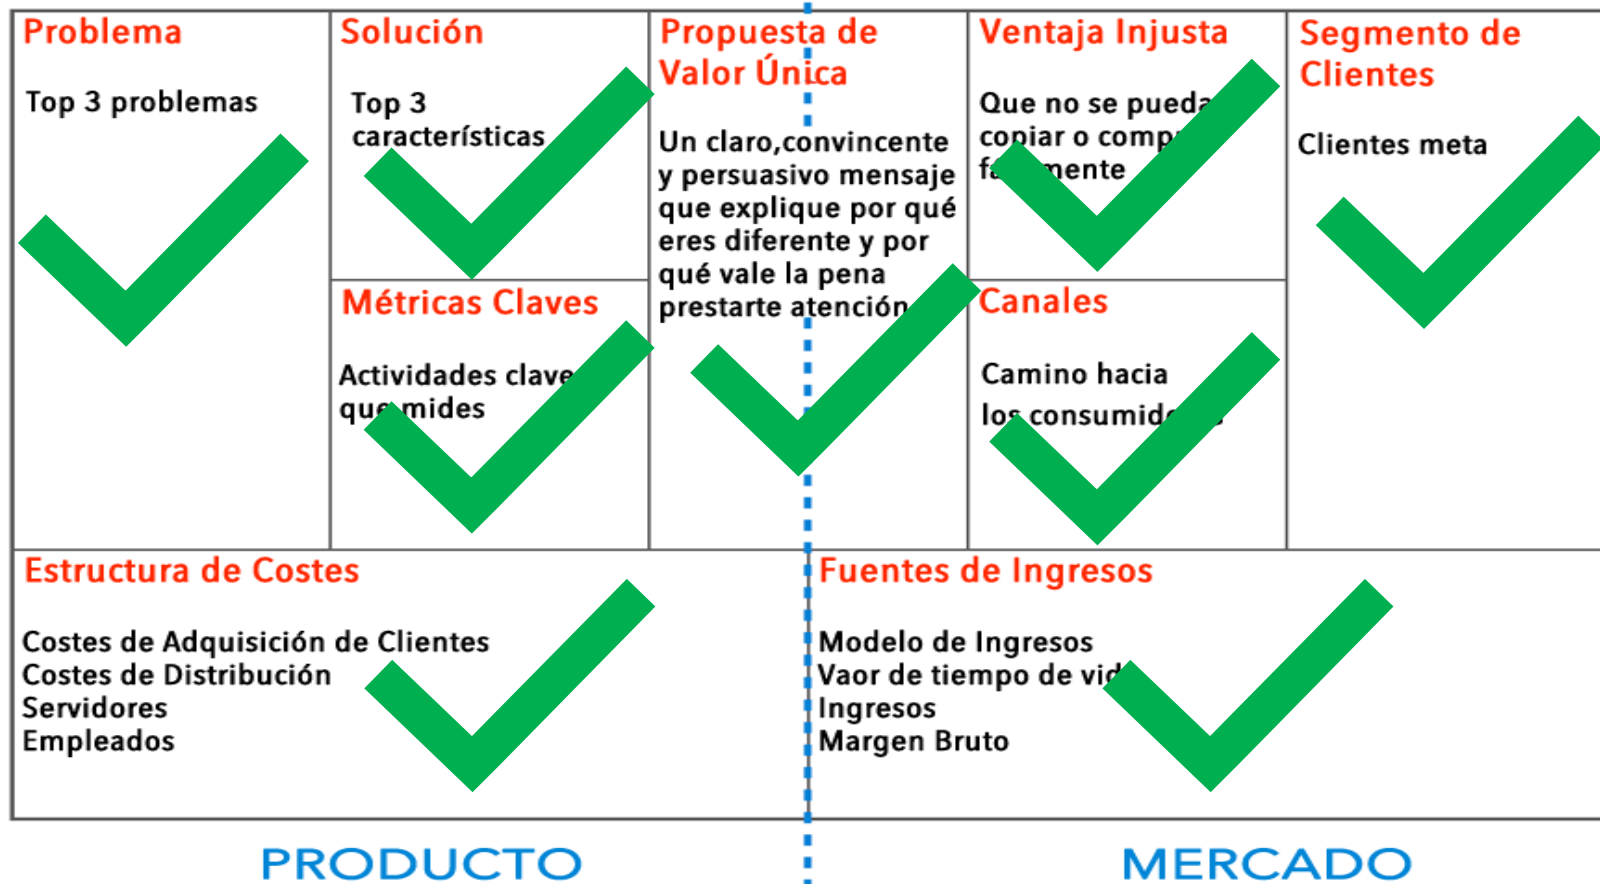 Problema
Top 3 problemas
Solución
Top 3
características
Métricas Claves
Actividades clave
que mides
Propuesta de
Valor Única
Un claro,convincente
y persuasivo mensaje
que explique por qué
eres diferente y por
qué vale la pena
prestarte atención
Ventaja Injusta
Que no se pueda
copiar o
Canales
Camino hacia
los
Segmento de
Clientes
Clientes meta
Estructura de Costes
Costes de Adquisición de Clientes
Costes de Distribución
Servidores
Empleados
Fuentes de Ingresos
Modelo de Ingresos
Vaor de tiempo de
Ingresos
Margen Bruto
PRODUCTO
MERCADO